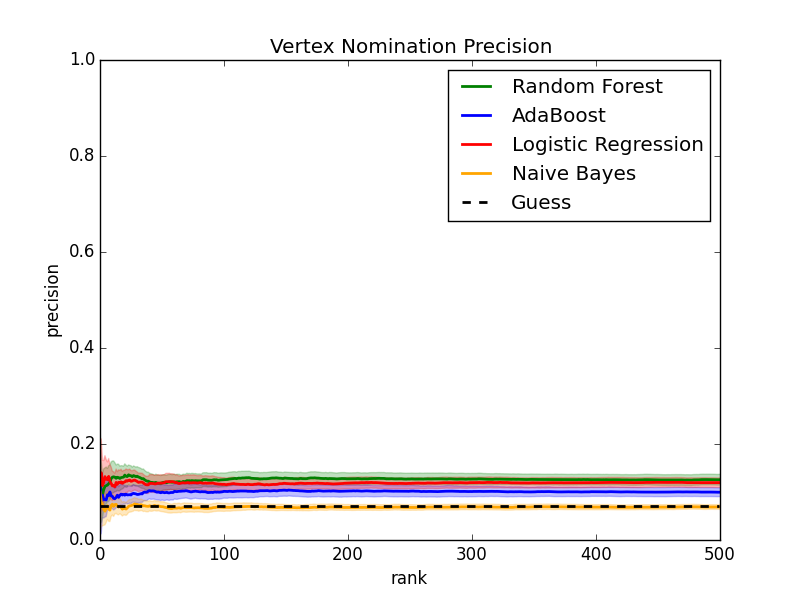 Vertex Nomination Precision
1.0
0.8
0.6
0.4
0.2
0.0
precision
Random Forest
AdaBoost
Logistic Regression
Naive Bayes
Guess
0 100 200 300 400 500
rank